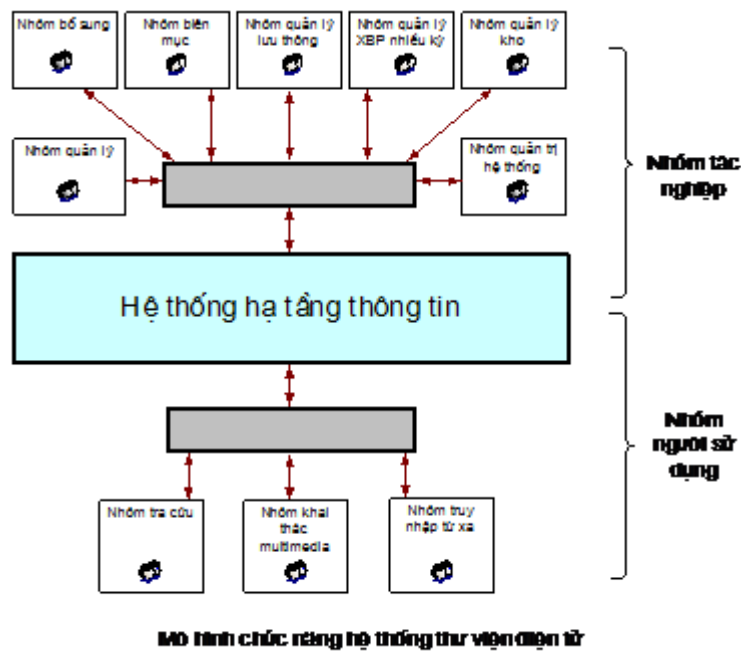 Nhóm bổ sung
Nhóm biên
mục
Nhóm quản lý
lưu thông
Nhóm quản lý
XBP nhiều kỳ
Nhóm quản lý
kho
Nhóm quản lý
Nhóm quản trị
hệ thống
Nhóm tác
nghiệp
Hệ thống hạ tầng thông tin
Nhóm
người sử
dụng
Nhóm tra cứu
Nhóm khai
thác
multimedia
Nhóm truy
nhập từ xa
Mô hình chức năng hệ thống thư viện điện tử